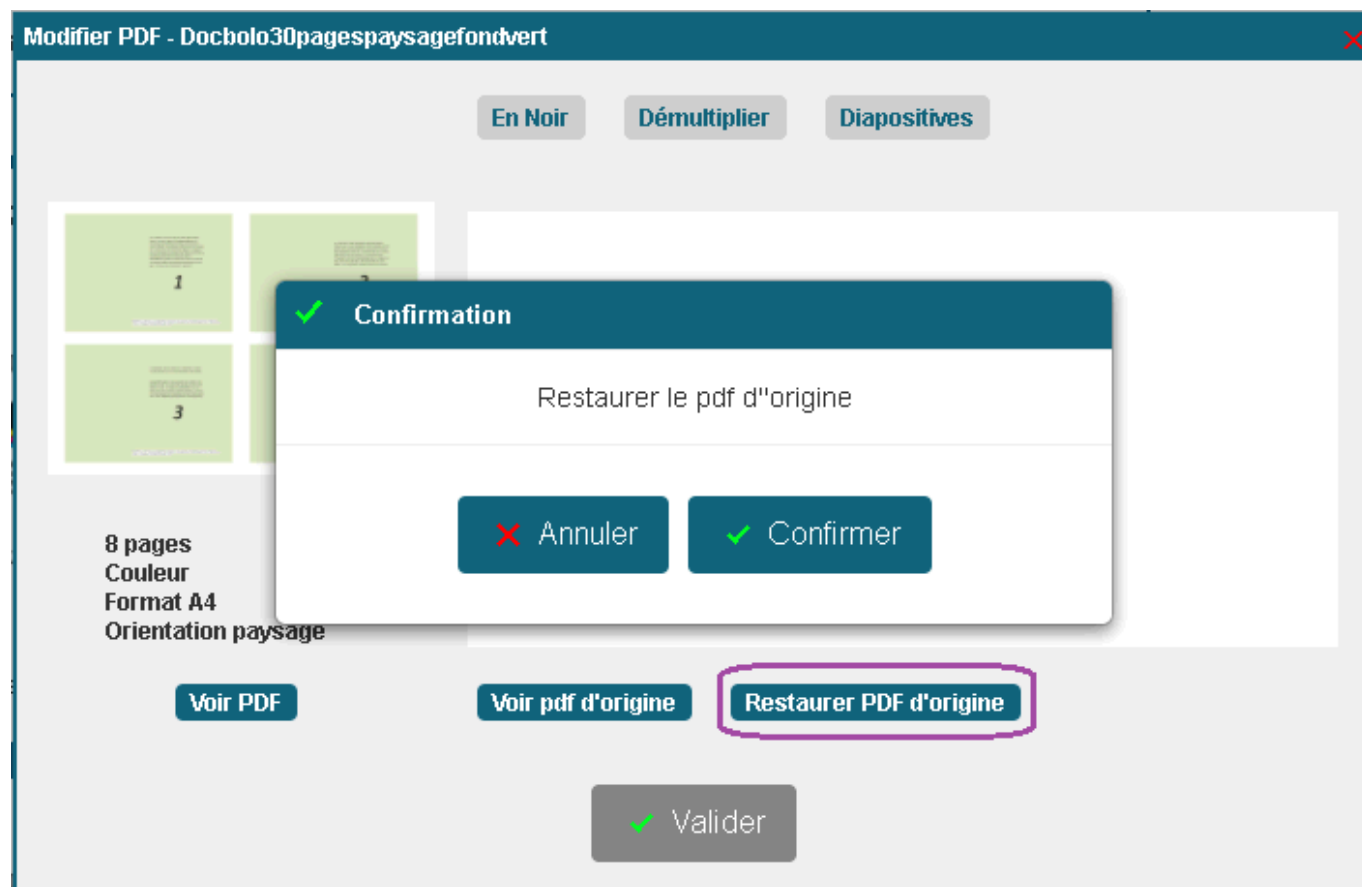 Modifier PDF - Docbolo30pagespaysagefondvert
En Noir Démultiplier Diapositives
1
3
Confirmation
Restaurer le pdf d''origine
Annuler Confirmer
8 pages
Couleur
Format A4
Orientation paysage
Voir PDF Voir pdf d'origine Restaurer PDF d'origine
Valider